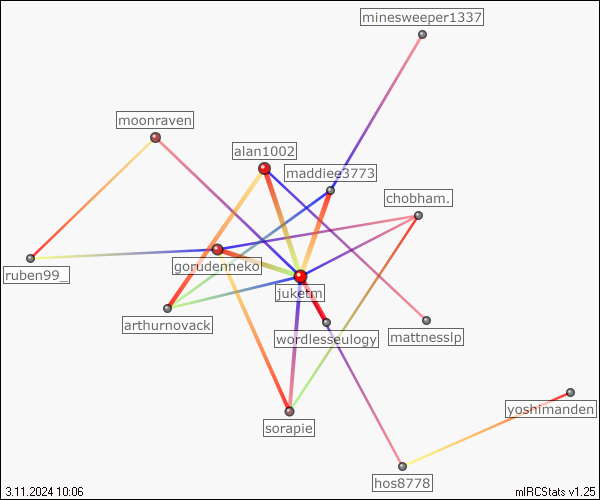 minesweeper1337
moonraven
alan1002
maddiee3773
chobham.
gorudenneko
ruben99_
juketm
arthurnovack
wordlesseulogy
mattnesslp
yoshimanden
sorapie
hos8778
3.11.2024 10:06
mIRCStats v1.25